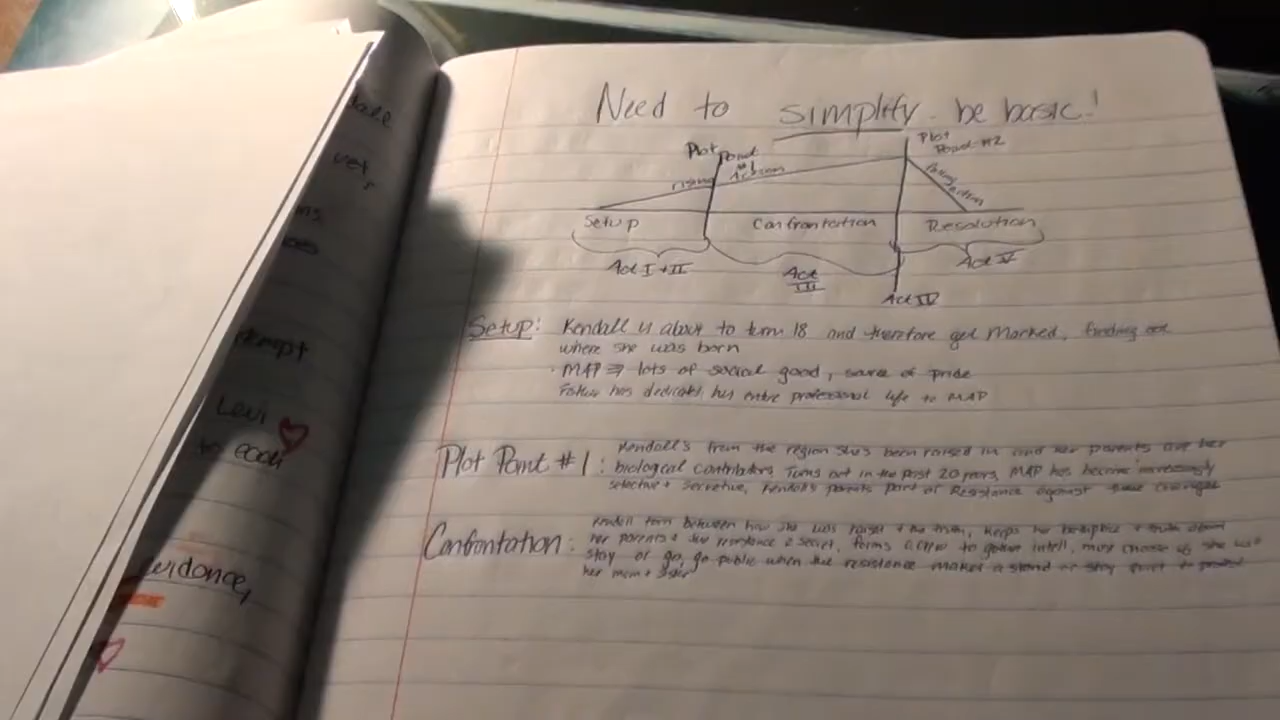 Need to simplify. be basic!
Plot Point #1
Plot Point #2
rising Action
falling action
Setup
Confrontation
Resolution
Act I + II
Act III
Act V
Act IV
Setup: Kendall is about to turn 18 and therefore get Marked, finding out
where she was born
· MAP ⇒ lots of social good, source of pride
Father has dedicated his entire professional life to MAP
Plot Point #1: Kendall's from the region she's been raised in and her parents are her
biological contributors. Turns out in the past 20 years, MAP has become increasingly
selective + secretive, Kendall's parents part of Resistance against these changes
Confrontation: Kendall torn between how she was raised + the truth, keeps her birthplace + truth about
her parents + the resistance a secret, forms a crew to gather intell, must choose if she will
stay or go, go public when the resistance makes a stand or stay quiet to protect
her mom + sister
Levi
to each